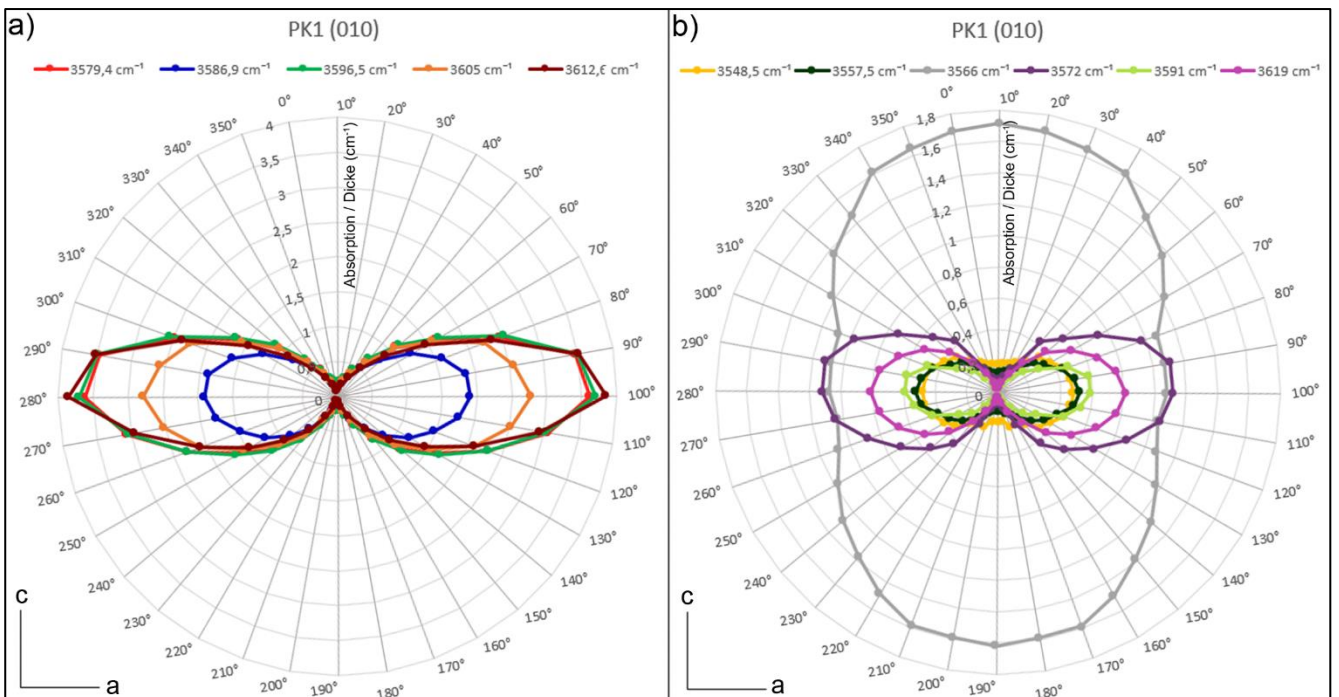 a)
PK1 (010)
3579,4 cm⁻¹ 3586,9 cm⁻¹ 3596,5 cm⁻¹ 3605 cm⁻¹ 3612,6 cm⁻¹
0° 10° 20° 30° 40° 50° 60° 70° 80° 90° 100° 110° 120° 130° 140° 150° 160° 170° 180° 190° 200° 210° 220° 230° 240° 250° 260° 270° 280° 290° 300° 310° 320° 330° 340° 350°
4
3,5
3
2,5
2
1,5
1
0
Absorption / Dicke (cm⁻¹)
c
a
b)
PK1 (010)
3548,5 cm⁻¹ 3557,5 cm⁻¹ 3566 cm⁻¹ 3572 cm⁻¹ 3591 cm⁻¹ 3619 cm⁻¹
0° 10° 20° 30° 40° 50° 60° 70° 80° 90° 100° 110° 120° 130° 140° 150° 160° 170° 180° 190° 200° 210° 220° 230° 240° 250° 260° 270° 280° 290° 300° 310° 320° 330° 340° 350°
1,8
1,6
1,4
1,2
1
0,8
0,6
0,4
0
Absorption / Dicke (cm⁻¹)
c
a